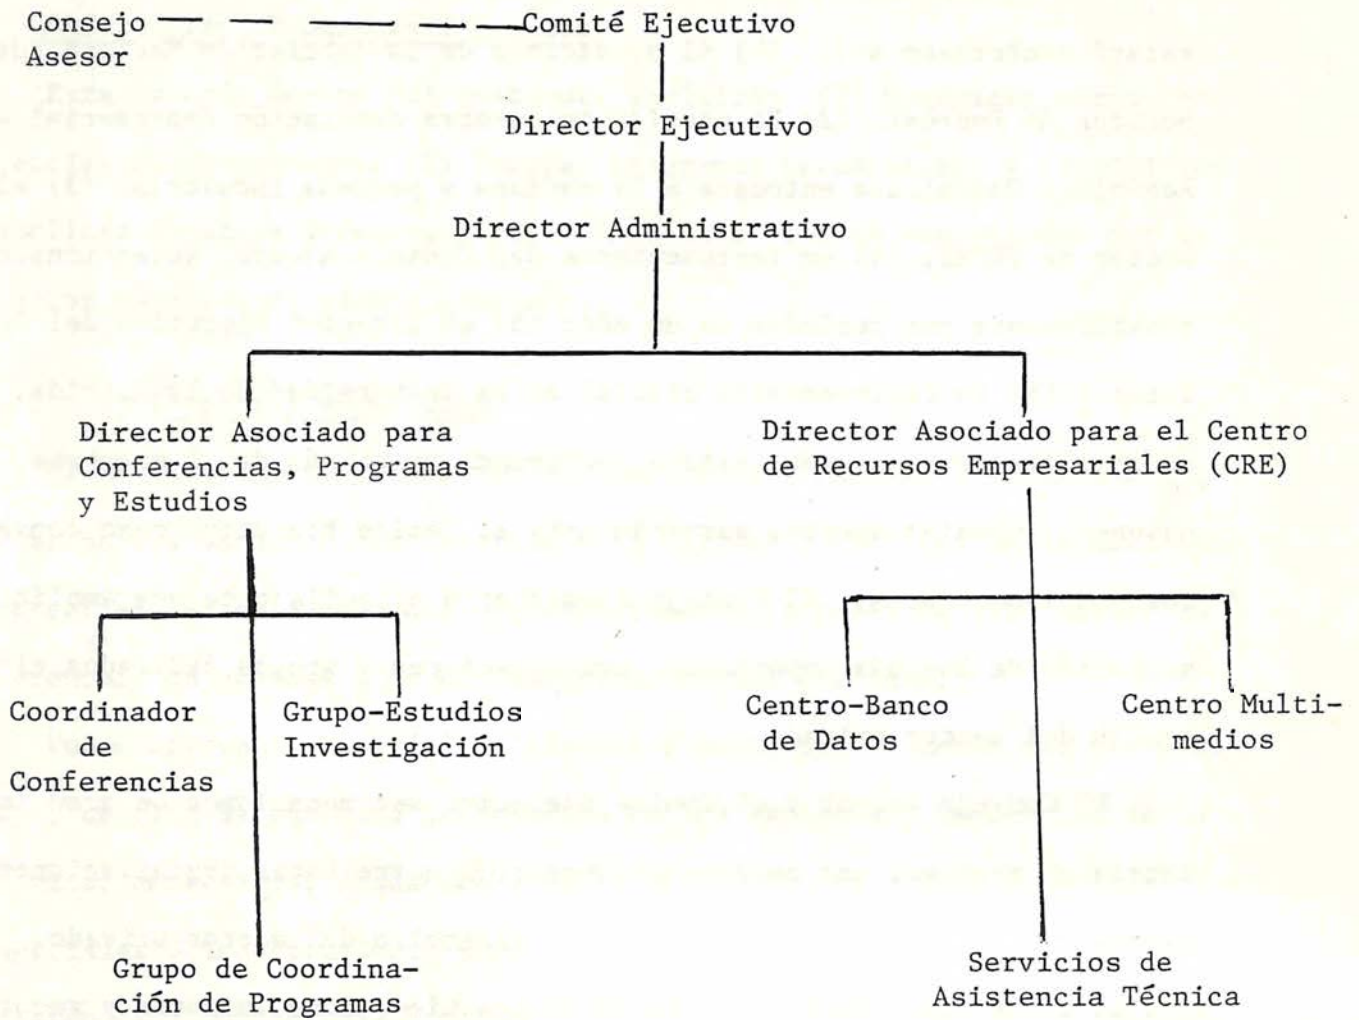 Consejo Asesor
Comité Ejecutivo
Director Ejecutivo
Director Administrativo
Director Asociado para
Conferencias, Programas
y Estudios
Director Asociado para el Centro
de Recursos Empresariales (CRE)
Coordinador
de
Conferencias
Grupo-Estudios
Investigación
Centro-Banco
de Datos
Centro Multi-
medios
Grupo de Coordina-
ción de Programas
Servicios de
Asistencia Técnica